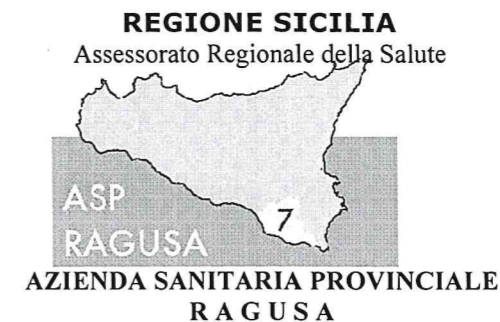 REGIONE SICILIA
Assessorato Regionale della Salute
ASP
RAGUSA
7
AZIENDA SANITARIA PROVINCIALE
RAGUSA